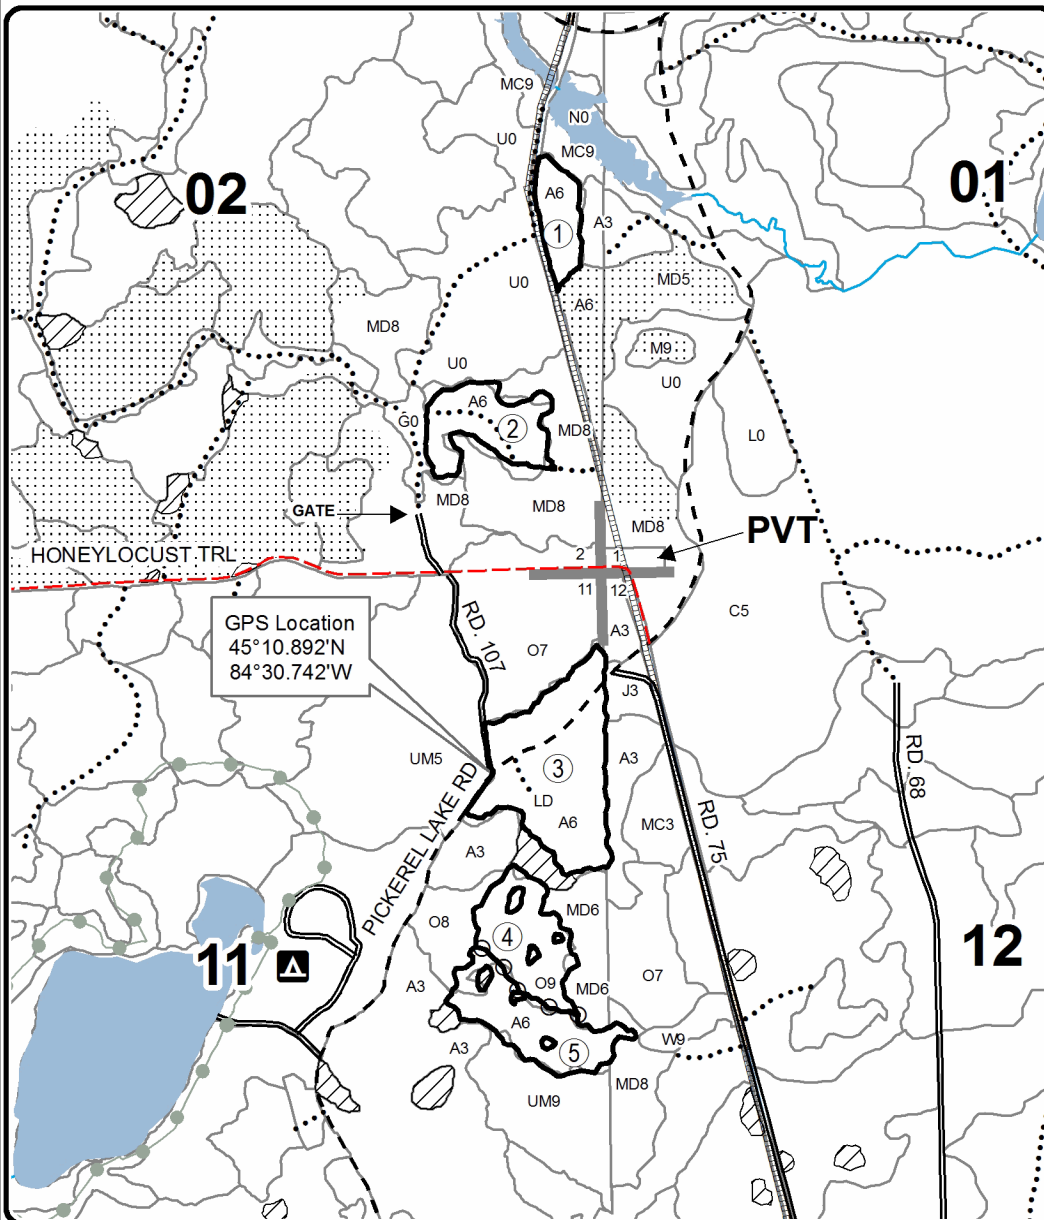 MC9
N0
U0
MC9
02
01
A6
A3
1
U0
MD5
A6
MD8
M9
U0
U0
A6
G0
2
MD8
L0
MD8
MD8
GATE
MD8
PVT
HONEYLOCUST TRL
2
1
11
12
C5
GPS Location
45°10.892'N
84°30.742'W
RD. 107
A3
O7
J3
UM5
3
A3
RD. 68
PICKEREL LAKE RD
LD
A6
RD. 75
MC3
A3
MD6
O8
4
11
12
O9
MD6
O7
A3
A6
A3
5
W9
MD8
UM9